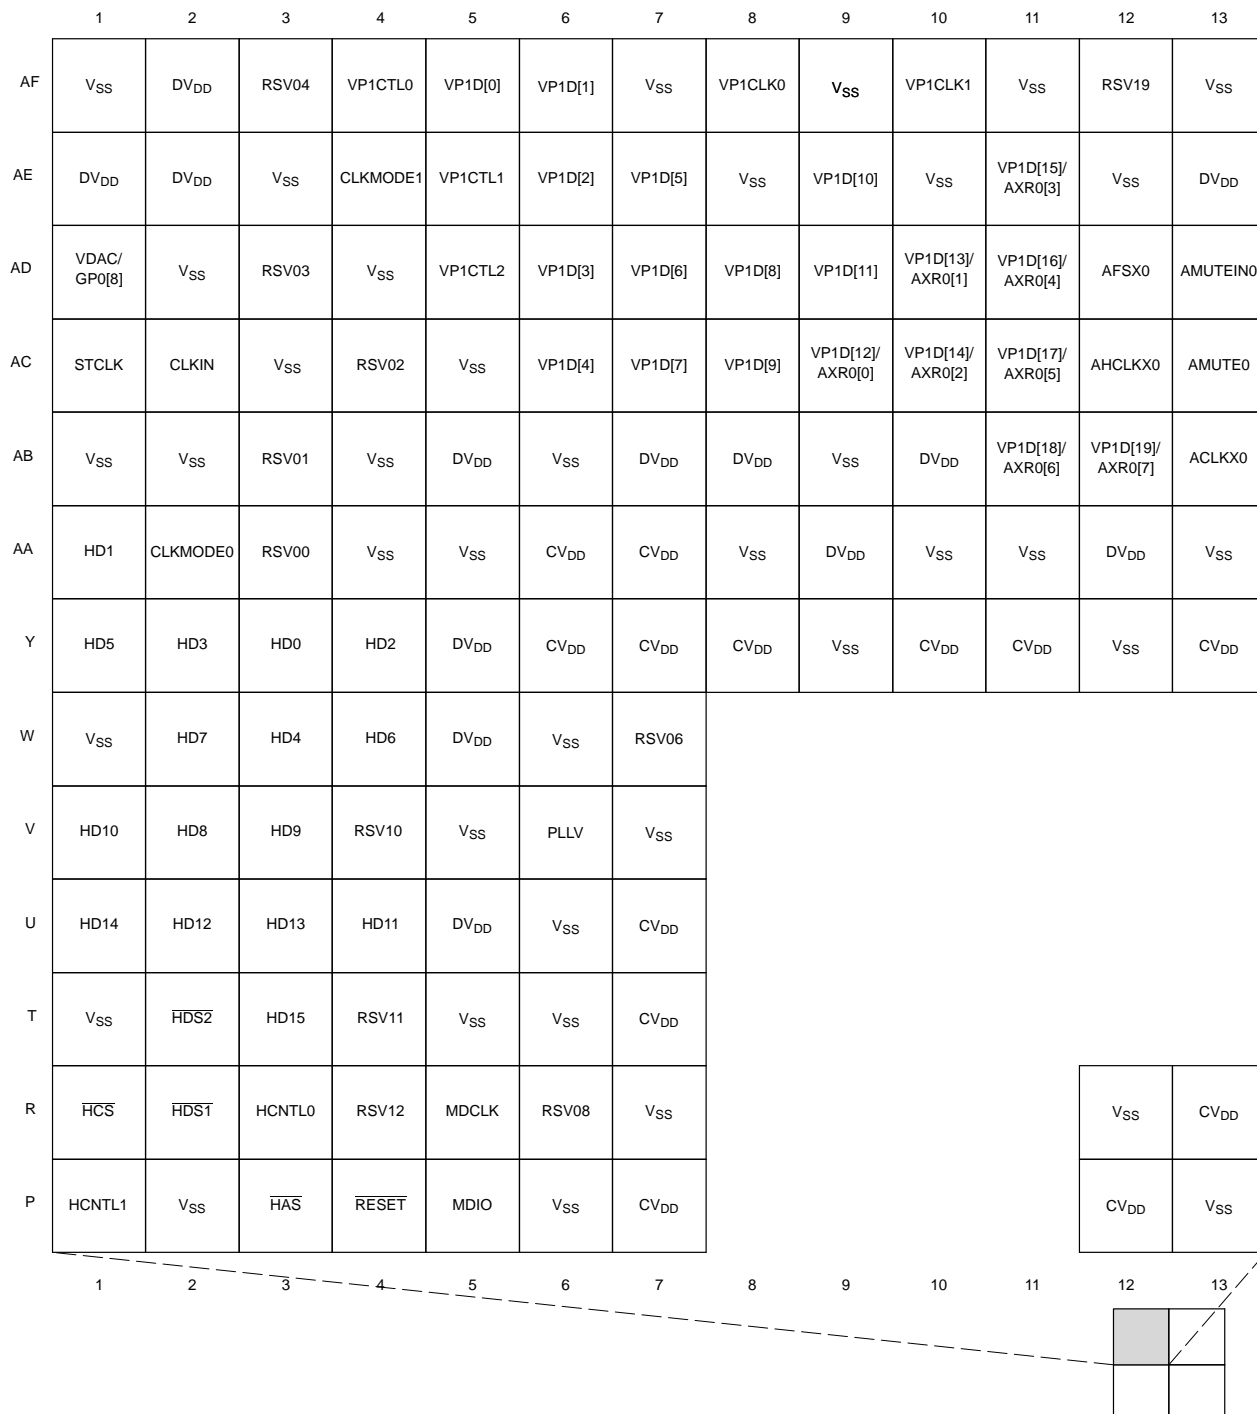 1 2 3 4 5 6 7 8 9 10 11 12 13
AF VSS DVDD RSV04 VP1CTL0 VP1D[0] VP1D[1] VSS VP1CLK0 VSS VP1CLK1 VSS RSV19 VSS
AE DVDD DVDD VSS CLKMODE1 VP1CTL1 VP1D[2] VP1D[5] VSS VP1D[10] VSS VP1D[15]/AXR0[3] VSS DVDD
AD VDAC/GP0[8] VSS RSV03 VSS VP1CTL2 VP1D[3] VP1D[6] VP1D[8] VP1D[11] VP1D[13]/AXR0[1] VP1D[16]/AXR0[4] AFSX0 AMUTEIN0
AC STCLK CLKIN VSS RSV02 VSS VP1D[4] VP1D[7] VP1D[9] VP1D[12]/AXR0[0] VP1D[14]/AXR0[2] VP1D[17]/AXR0[5] AHCLKX0 AMUTE0
AB VSS VSS RSV01 VSS DVDD VSS DVDD DVDD VSS DVDD VP1D[18]/AXR0[6] VP1D[19]/AXR0[7] ACLKX0
AA HD1 CLKMODE0 RSV00 VSS VSS CVDD CVDD VSS DVDD VSS VSS DVDD VSS
Y HD5 HD3 HD0 HD2 DVDD CVDD CVDD CVDD VSS CVDD CVDD VSS CVDD
W VSS HD7 HD4 HD6 DVDD VSS RSV06
V HD10 HD8 HD9 RSV10 VSS PLLV VSS
U HD14 HD12 HD13 HD11 DVDD VSS CVDD
T VSS HDS2 HD15 RSV11 VSS VSS CVDD
R HCS HDS1 HCNTL0 RSV12 MDCLK RSV08 VSS VSS CVDD
P HCNTL1 VSS HAS RESET MDIO VSS CVDD CVDD VSS
1 2 3 4 5 6 7 8 9 10 11 12 13